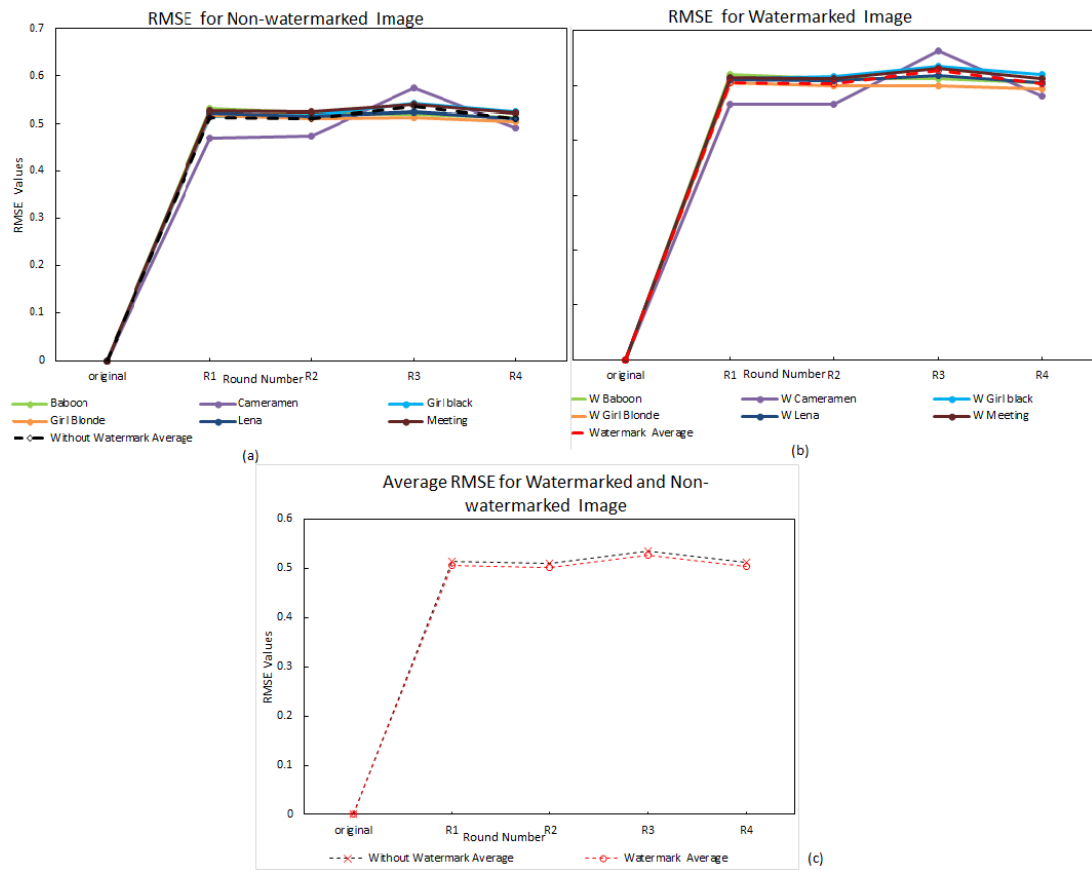 RMSE for Non-watermarked Image
0.7
0.6
0.5
0.4
0.3
0.2
0.1
0
RMSE Values
original
R1
R2
R3
R4
Round Number
Baboon
Cameramen
Girl black
Girl Blonde
Lena
Meeting
Without Watermark Average
(a)
RMSE for Watermarked Image
original
R1
R2
R3
R4
Round Number
W Baboon
W Cameramen
W Girl black
W Girl Blonde
W Lena
W Meeting
Watermark Average
(b)
Average RMSE for Watermarked and Non-
watermarked Image
0.6
0.5
0.4
0.3
0.2
0.1
0
RMSE Values
original
R1
R2
R3
R4
Round Number
Without Watermark Average
Watermark Average
(c)